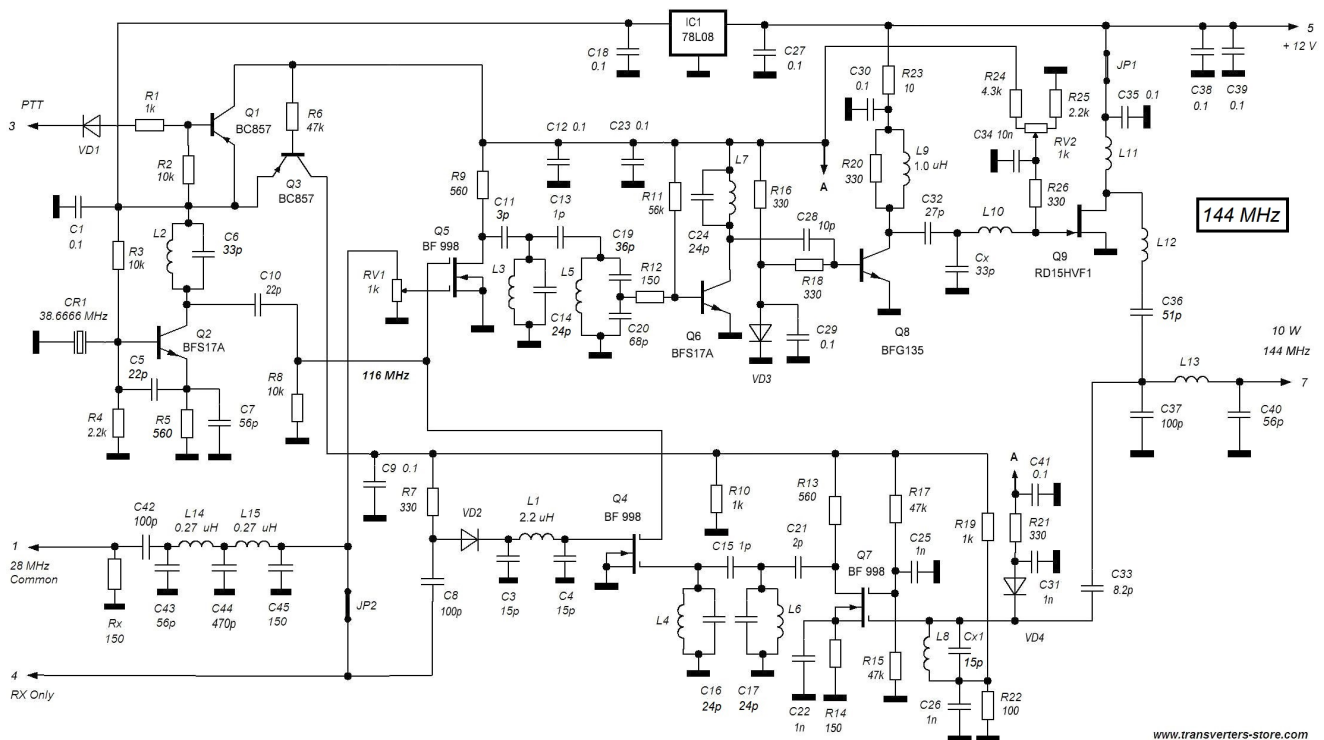 IC1
78L08
C18
0.1
C27
0.1
5
+ 12 V
C38
0.1
C39
0.1
JP1
C35 0.1
R23
10
C30
0.1
R24
4.3k
R25
2.2k
C34 10n
RV2
1k
L11
PTT
3
VD1
R1
1k
Q1
BC857
R6
47k
R2
10k
Q3
BC857
C12 0.1
C23 0.1
R9
560
C11
3p
C13
1p
R11
56k
L7
R16
330
A
R20
330
L9
1.0 uH
R26
330
144 MHz
C1
0.1
R3
10k
L2
C6
33p
C10
22p
Q5
BF 998
RV1
1k
L3
L5
C19
36p
R12
150
C24
24p
C28
10p
R18
330
C32
27p
L10
Cx
33p
Q9
RD15HVF1
L12
CR1
38.6666 MHz
Q2
BFS17A
C14
24p
C20
68p
Q6
BFS17A
VD3
C29
0.1
Q8
BFG135
C36
51p
C5
22p
R4
2.2k
R5
560
C7
56p
R8
10k
116 MHz
10 W
144 MHz
7
L13
C37
100p
C40
56p
C9 0.1
R7
330
VD2
L1
2.2 uH
Q4
BF 998
R10
1k
R13
560
R17
47k
R19
1k
A
C41
0.1
R21
330
C42
100p
L14
0.27 uH
L15
0.27 uH
1
28 MHz
Common
Rx
150
C43
56p
C44
470p
C45
150
JP2
C8
100p
C3
15p
C4
15p
C15 1p
C21
2p
Q7
BF 998
C25
1n
C31
1n
C33
8.2p
L4
L6
L8
Cx1
15p
VD4
4
RX Only
C16
24p
C17
24p
C22
1n
R14
150
R15
47k
C26
1n
R22
100
www.transverters-store.com